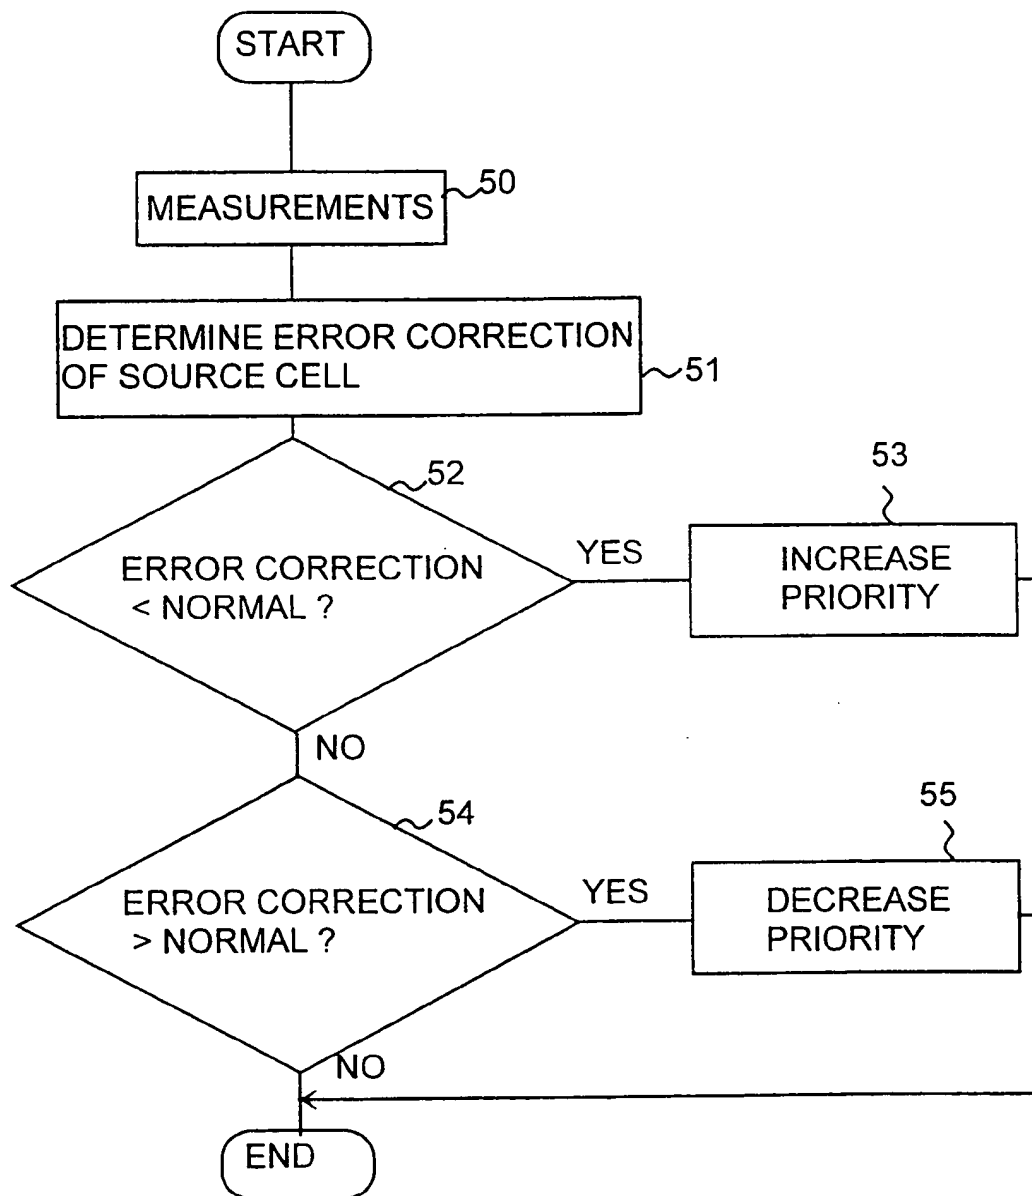 START
MEASUREMENTS
50
DETERMINE ERROR CORRECTION
OF SOURCE CELL
51
52
ERROR CORRECTION
< NORMAL ?
YES
53
INCREASE
PRIORITY
NO
54
ERROR CORRECTION
> NORMAL ?
YES
55
DECREASE
PRIORITY
NO
END